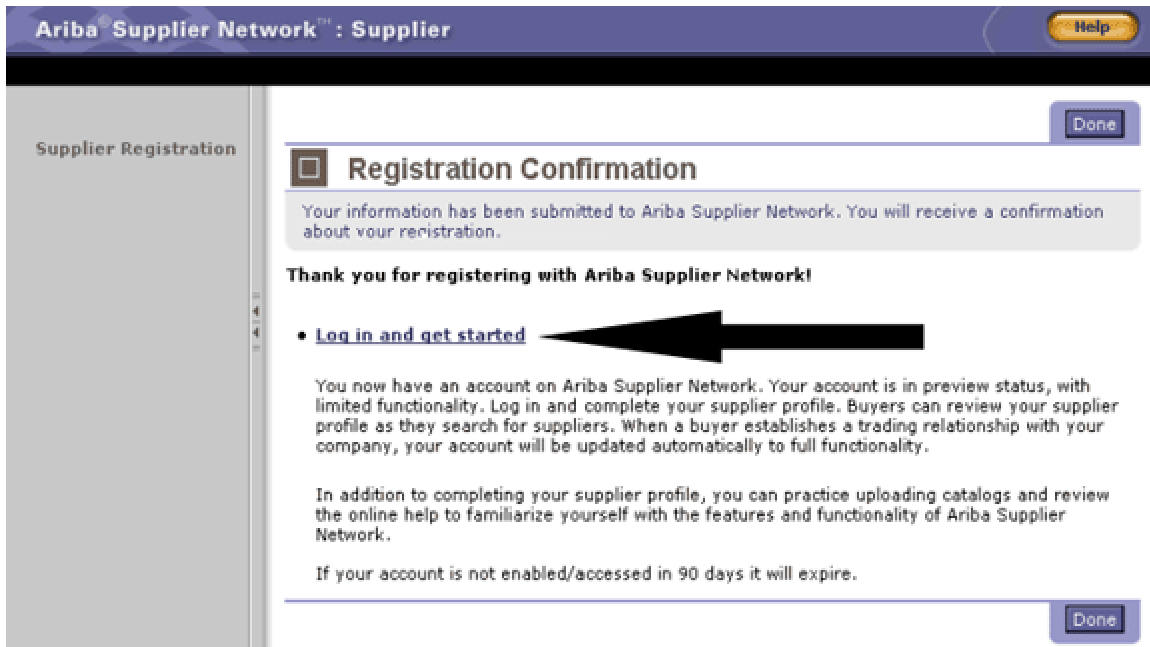 Ariba® Supplier Network™ : Supplier
Help
Done
Supplier Registration
Registration Confirmation
Your information has been submitted to Ariba Supplier Network. You will receive a confirmation
about your registration.
Thank you for registering with Ariba Supplier Network!
• Log in and get started
You now have an account on Ariba Supplier Network. Your account is in preview status, with
limited functionality. Log in and complete your supplier profile. Buyers can review your supplier
profile as they search for suppliers. When a buyer establishes a trading relationship with your
company, your account will be updated automatically to full functionality.
In addition to completing your supplier profile, you can practice uploading catalogs and review
the online help to familiarize yourself with the features and functionality of Ariba Supplier
Network.
If your account is not enabled/accessed in 90 days it will expire.
Done